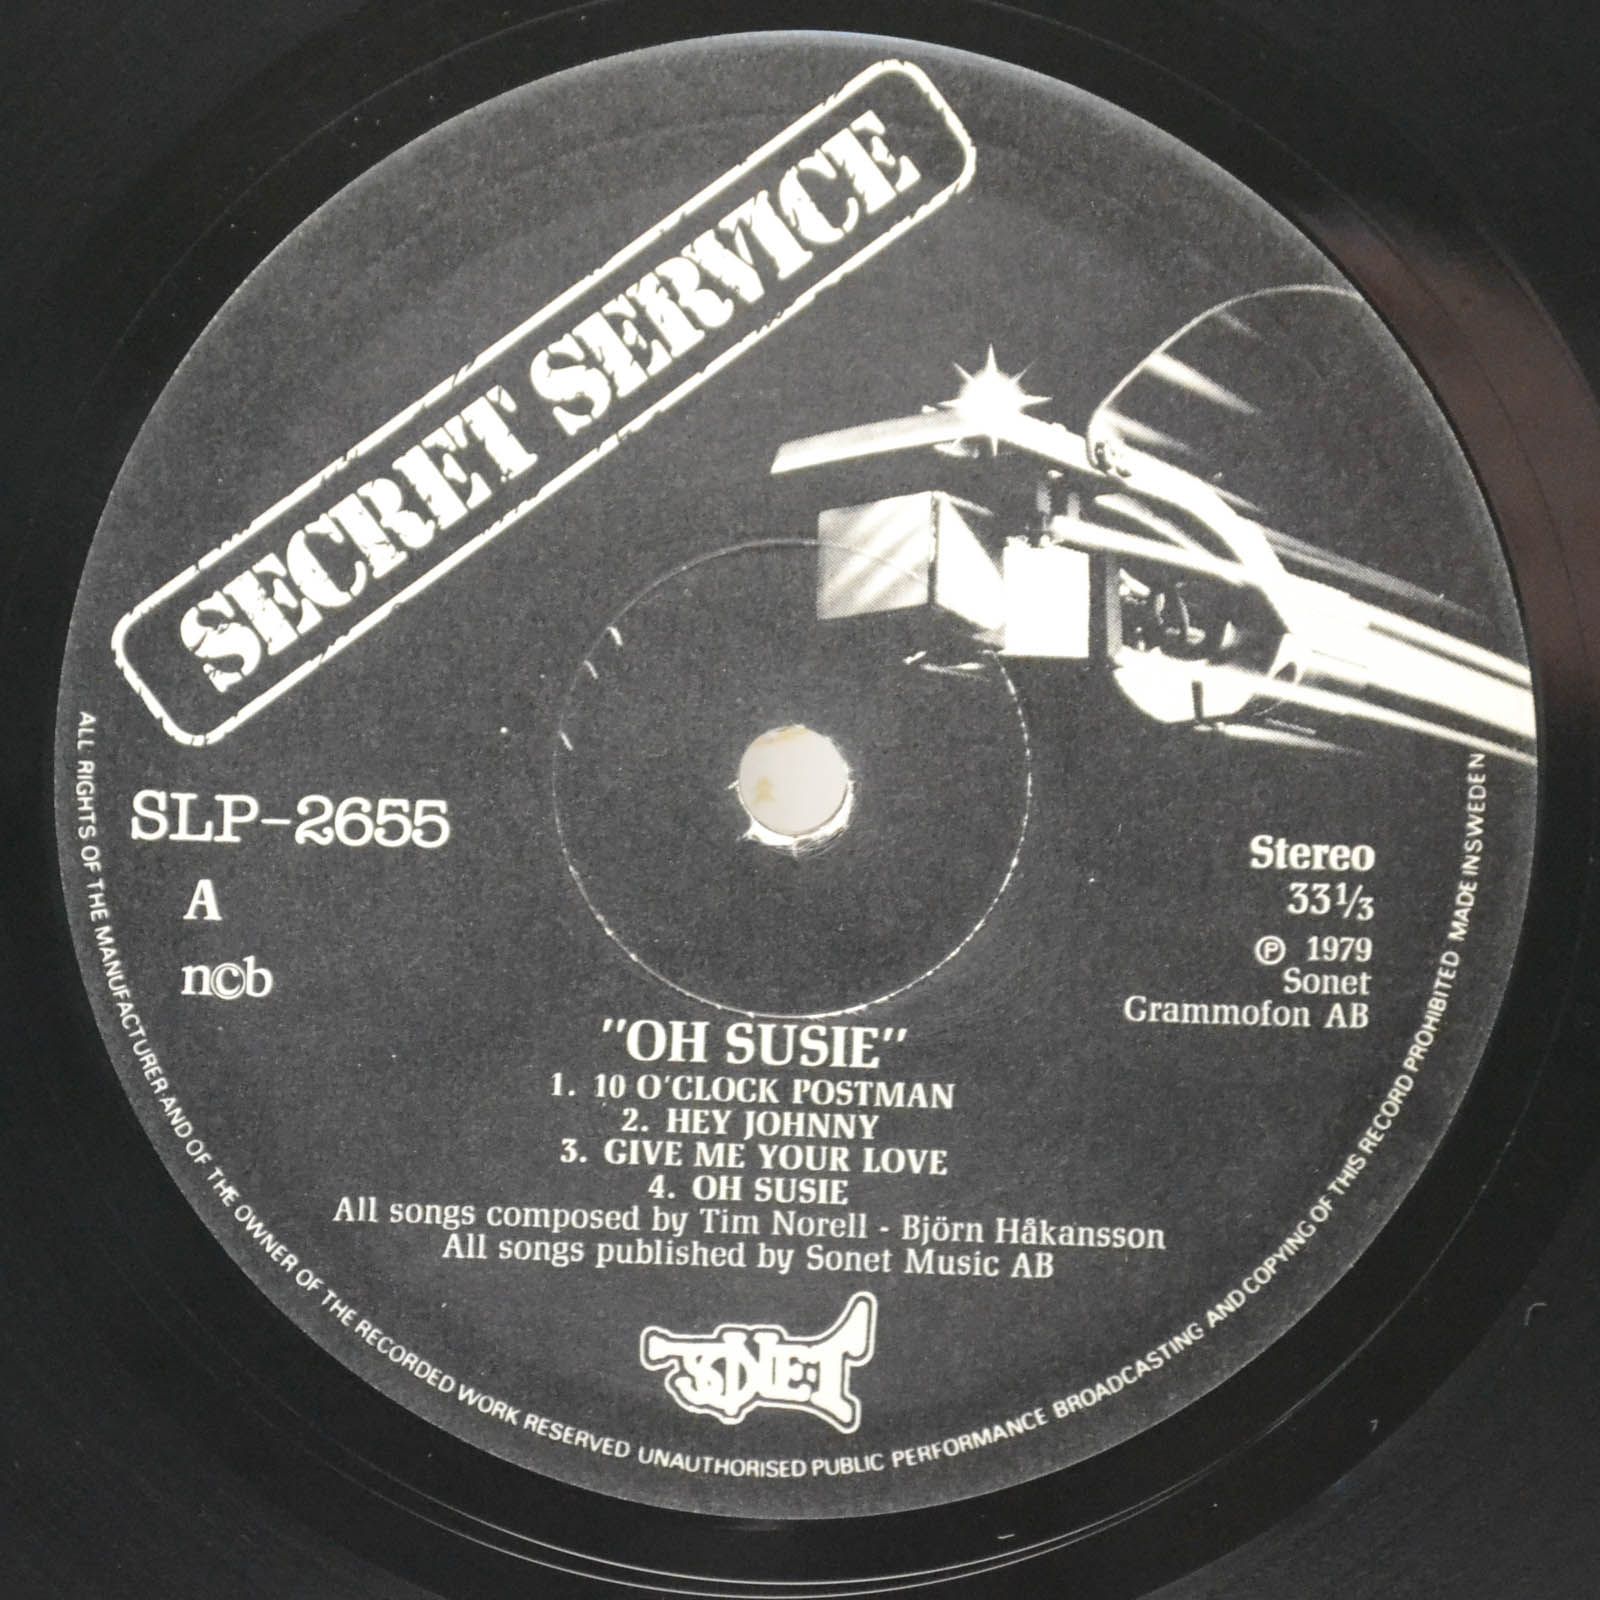 SECRET SERVICE
SLP-2655
A
n©b
Stereo
33⅓
℗ 1979
Sonet
Grammofon AB
"OH SUSIE"
1. 10 O'CLOCK POSTMAN
2. HEY JOHNNY
3. GIVE ME YOUR LOVE
4. OH SUSIE
All songs composed by Tim Norell - Björn Håkansson
All songs published by Sonet Music AB
SONET
ALL RIGHTS OF THE MANUFACTURER AND OF THE OWNER OF THE RECORDED WORK RESERVED UNAUTHORISED PUBLIC PERFORMANCE BROADCASTING AND COPYING OF THIS RECORD PROHIBITED MADE IN SWEDEN